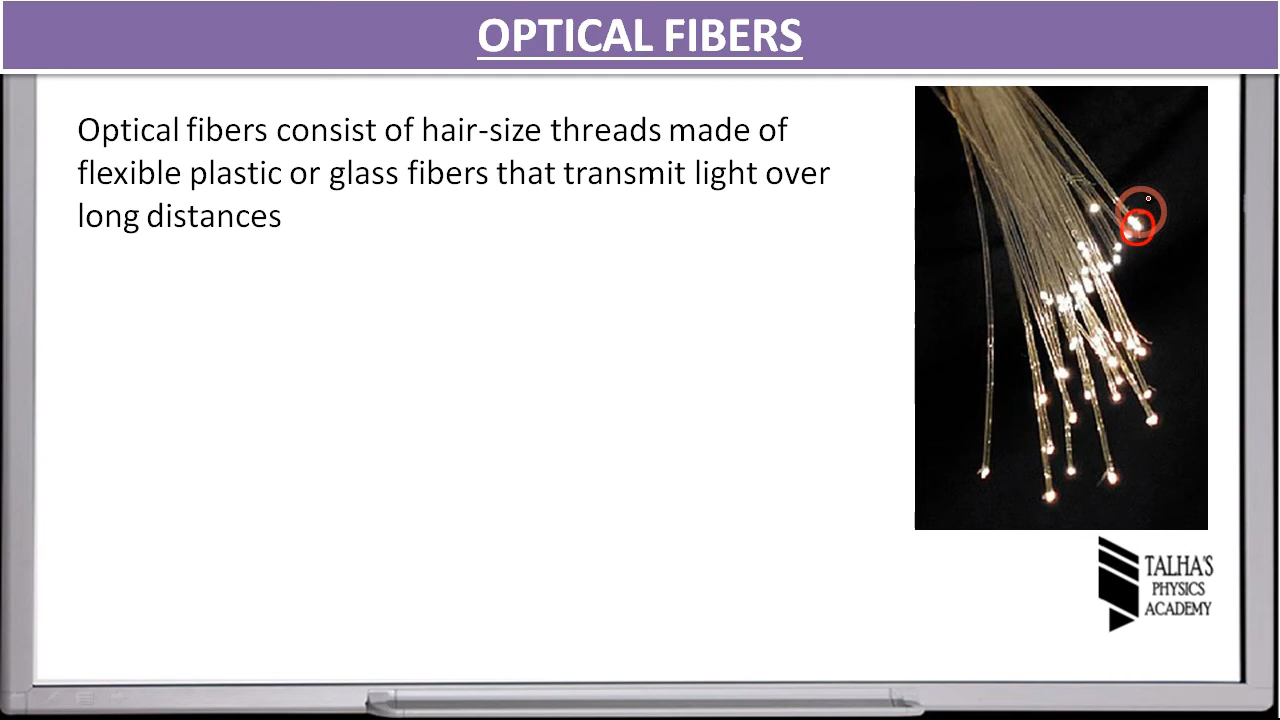 OPTICAL FIBERS
Optical fibers consist of hair-size threads made of
flexible plastic or glass fibers that transmit light over
long distances
TALHA'S
PHYSICS
ACADEMY